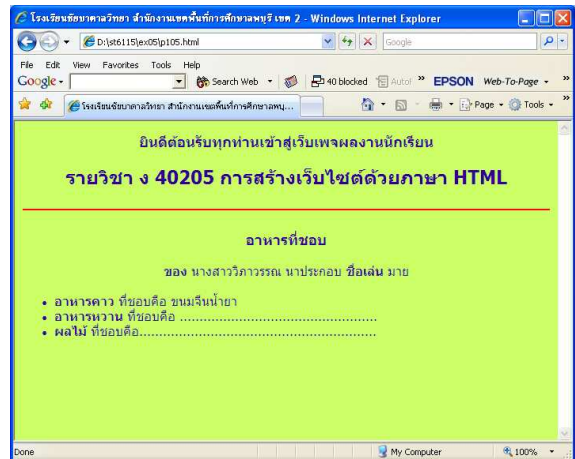 โรงเรียนชัยบาดาลวิทยา สำนักงานเขตพื้นที่การศึกษาลพบุรี เขต 2 - Windows Internet Explorer
D:\st6115\ex05\p105.html
Google
File Edit View Favorites Tools Help
Google Search Web 40 blocked AutoF » EPSON Web-To-Page »
โรงเรียนชัยบาดาลวิทยา สำนักงานเขตพื้นที่การศึกษาลพบุ... Page Tools »
ยินดีต้อนรับทุกท่านเข้าสู่เว็บเพจผลงานนักเรียน
รายวิชา ง 40205 การสร้างเว็บไซต์ด้วยภาษา HTML
อาหารที่ชอบ
ของ นางสาววิภาวรรณ นาประกอบ ชื่อเล่น มาย
• อาหารคาว ที่ชอบคือ ขนมจีนน้ำยา
• อาหารหวาน ที่ชอบคือ .................................................
• ผลไม้ ที่ชอบคือ...........................................................
Done My Computer 100%